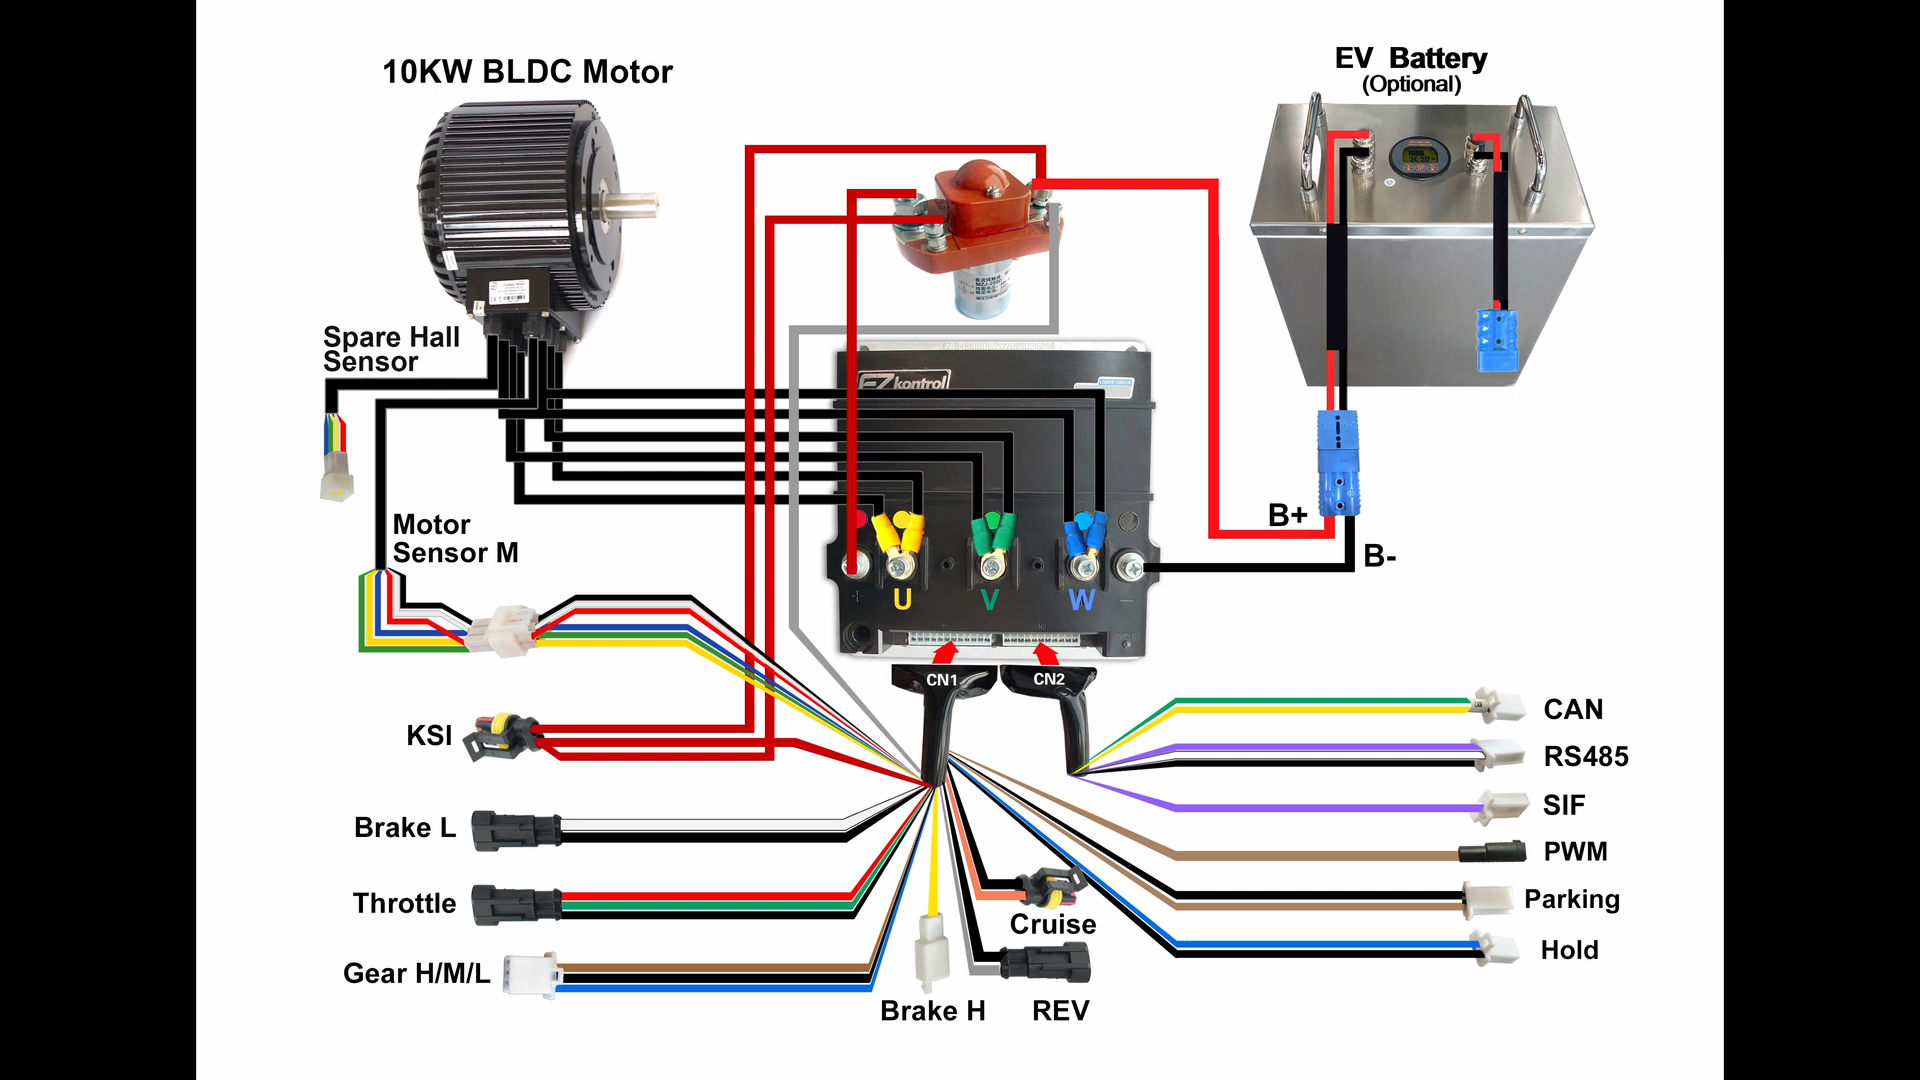 10KW BLDC Motor
EV Battery
(Optional)
Spare Hall
Sensor
EZkontrol
Motor
Sensor M
B+
B-
U
V
W
CN1
CN2
KSI
Brake L
Throttle
Gear H/M/L
Brake H
REV
Cruise
CAN
RS485
SIF
PWM
Parking
Hold